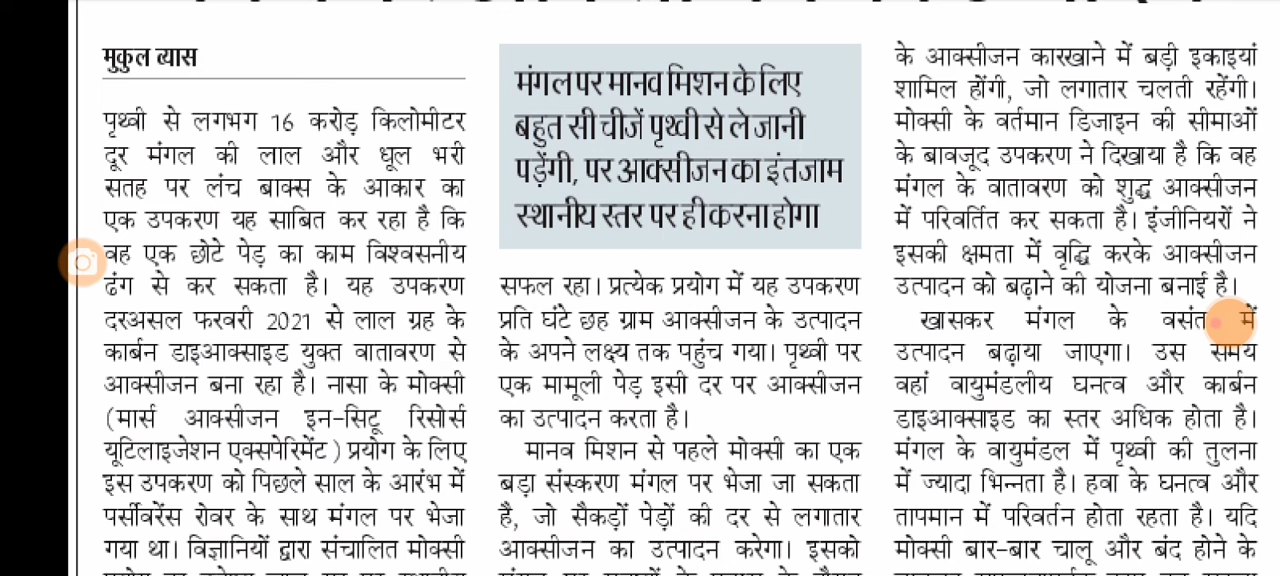 मुकुल व्यास
पृथ्वी से लगभग 16 करोड़ किलोमीटर
दूर मंगल की लाल और धूल भरी
सतह पर लंच बाक्स के आकार का
एक उपकरण यह साबित कर रहा है कि
वह एक छोटे पेड़ का काम विश्वसनीय
ढंग से कर सकता है। यह उपकरण
दरअसल फरवरी 2021 से लाल ग्रह के
कार्बन डाइआक्साइड युक्त वातावरण से
आक्सीजन बना रहा है। नासा के मोक्सी
(मार्स आक्सीजन इन-सिटू रिसोर्स
यूटिलाइजेशन एक्सपेरिमेंट ) प्रयोग के लिए
इस उपकरण को पिछले साल के आरंभ में
पर्सीवरेंस रोवर के साथ मंगल पर भेजा
गया था। विज्ञानियों द्वारा संचालित मोक्सी
मंगल पर मानव मिशन के लिए
बहुत सी चीजें पृथ्वी से ले जानी
पड़ेंगी, पर आक्सीजन का इंतजाम
स्थानीय स्तर पर ही करना होगा
सफल रहा। प्रत्येक प्रयोग में यह उपकरण
प्रति घंटे छह ग्राम आक्सीजन के उत्पादन
के अपने लक्ष्य तक पहुंच गया। पृथ्वी पर
एक मामूली पेड़ इसी दर पर आक्सीजन
का उत्पादन करता है।
मानव मिशन से पहले मोक्सी का एक
बड़ा संस्करण मंगल पर भेजा जा सकता
है, जो सैकड़ों पेड़ों की दर से लगातार
आक्सीजन का उत्पादन करेगा। इसको
के आक्सीजन कारखाने में बड़ी इकाइयां
शामिल होंगी, जो लगातार चलती रहेंगी।
मोक्सी के वर्तमान डिजाइन की सीमाओं
के बावजूद उपकरण ने दिखाया है कि वह
मंगल के वातावरण को शुद्ध आक्सीजन
में परिवर्तित कर सकता है। इंजीनियरों ने
इसकी क्षमता में वृद्धि करके आक्सीजन
उत्पादन को बढ़ाने की योजना बनाई है।
खासकर मंगल के वसंत में
उत्पादन बढ़ाया जाएगा। उस समय
वहां वायुमंडलीय घनत्व और कार्बन
डाइआक्साइड का स्तर अधिक होता है।
मंगल के वायुमंडल में पृथ्वी की तुलना
में ज्यादा भिन्नता है। हवा के घनत्व और
तापमान में परिवर्तन होता रहता है। यदि
मोक्सी बार-बार चालू और बंद होने के